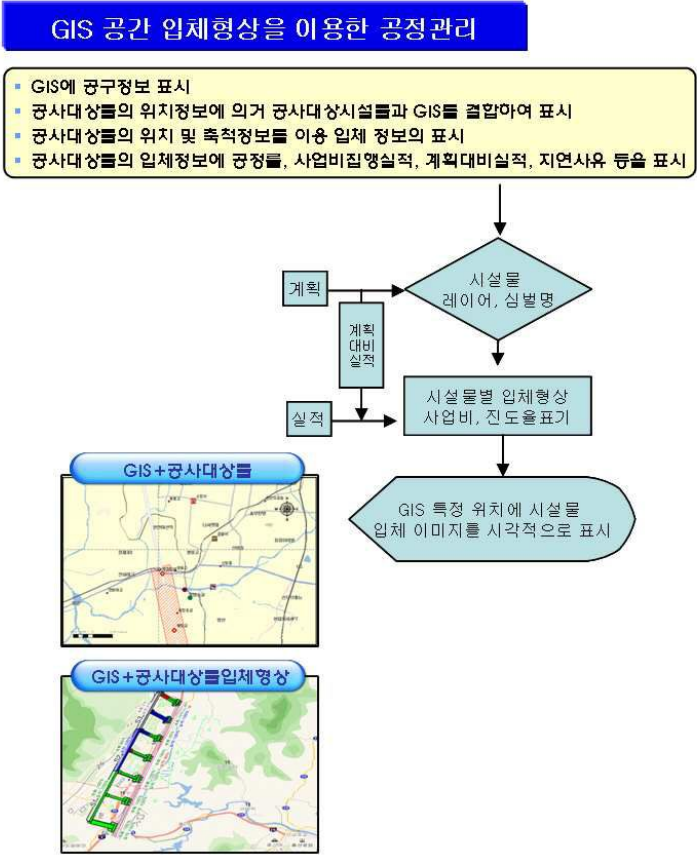 GIS 공간 입체형상을 이용한 공정관리
GIS에 공구정보 표시
공사대상물의 위치정보에 의거 공사대상시설물과 GIS를 결합하여 표시
공사대상물의 위치 및 축척정보를 이용 입체 정보의 표시
공사대상물의 입체정보에 공정률, 사업비집행실적, 계획대비실적, 지연사유 등을 표시
시설물
레이어, 심벌명
계획
계획
대비
실적
시설물별 입체형상
사업비, 진도율표기
실적
GIS+공사대상물
GIS 특정 위치에 시설물
입체 이미지를 시각적으로 표시
GIS+공사대상물입체형상